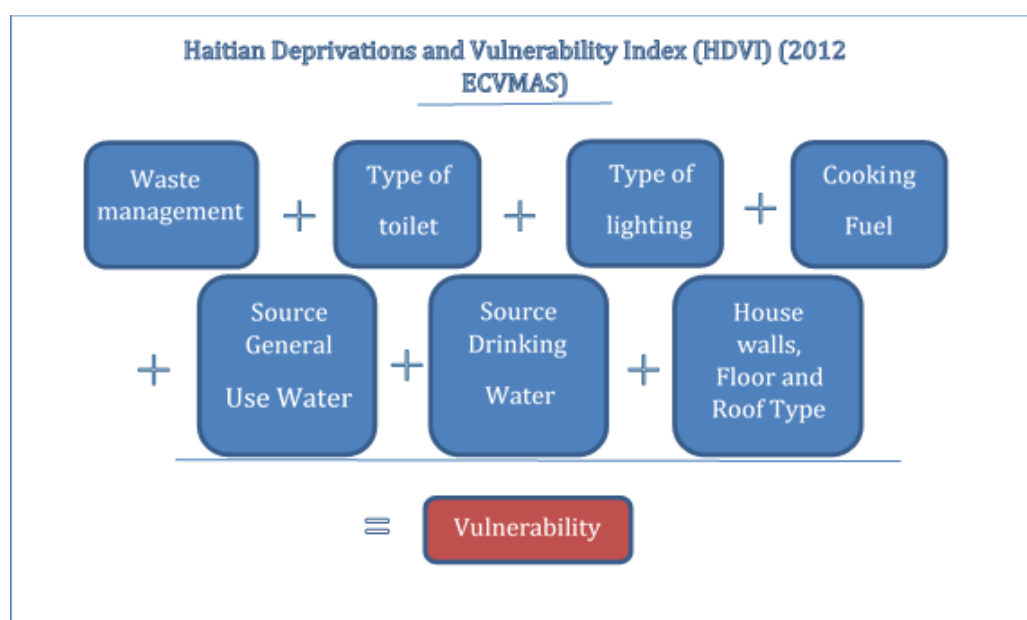 Haitian Deprivations and Vulnerability Index (HDVI) (2012
ECVMAS)
Waste
management
+
Type of
toilet
+
Type of
lighting
+
Cooking
Fuel
+
Source
General
Use Water
+
Source
Drinking
Water
+
House
walls,
Floor and
Roof Type
=
Vulnerability